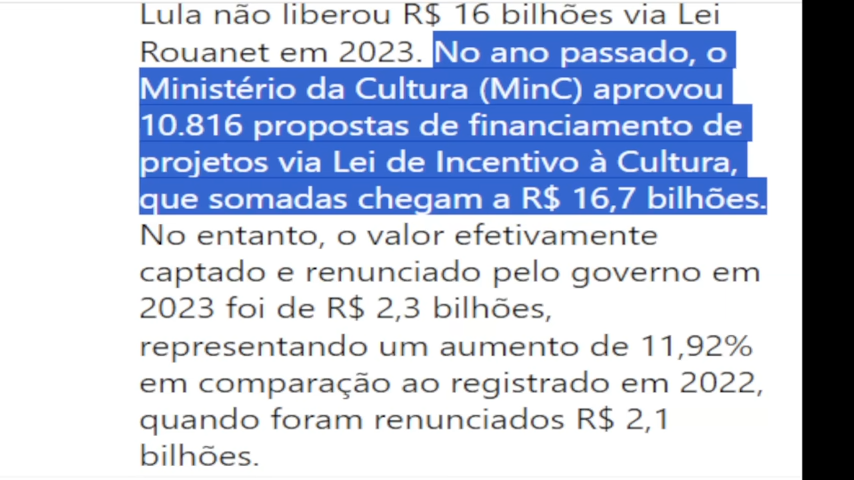 Lula não liberou R$ 16 bilhões via Lei
Rouanet em 2023. No ano passado, o
Ministério da Cultura (MinC) aprovou
10.816 propostas de financiamento de
projetos via Lei de Incentivo à Cultura,
que somadas chegam a R$ 16,7 bilhões.
No entanto, o valor efetivamente
captado e renunciado pelo governo em
2023 foi de R$ 2,3 bilhões,
representando um aumento de 11,92%
em comparação ao registrado em 2022,
quando foram renunciados R$ 2,1
bilhões.